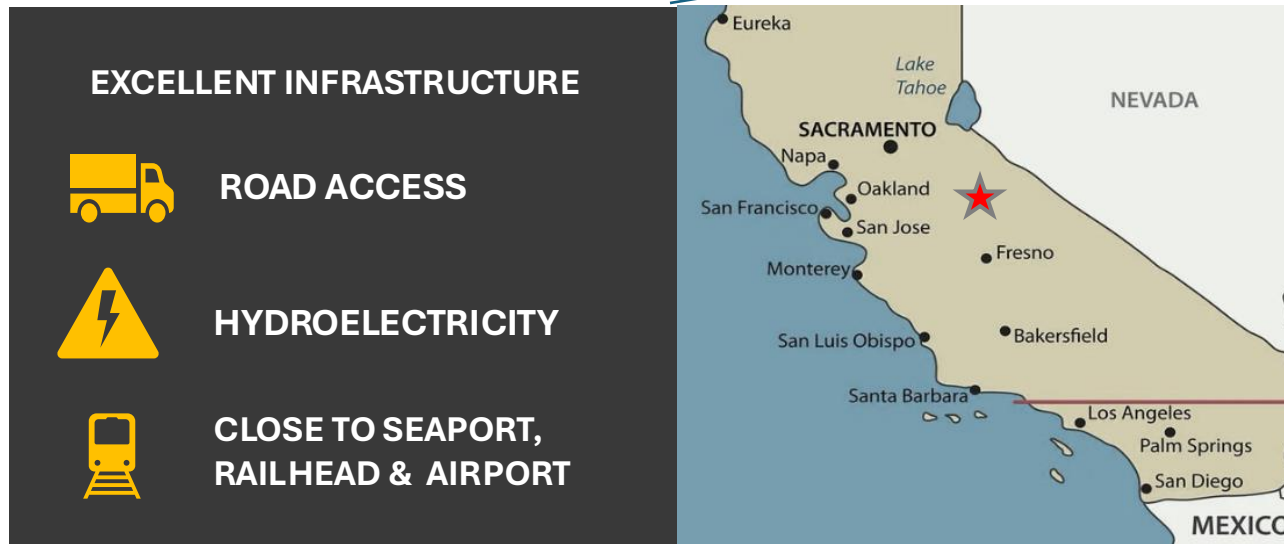 EXCELLENT INFRASTRUCTURE
ROAD ACCESS
HYDROELECTRICITY
CLOSE TO SEAPORT,
RAILHEAD & AIRPORT
Eureka
Lake
Tahoe
NEVADA
SACRAMENTO
Napa
Oakland
San Francisco
San Jose
Fresno
Monterey
Bakersfield
San Luis Obispo
Santa Barbara
Los Angeles
Palm Springs
San Diego
MEXICO